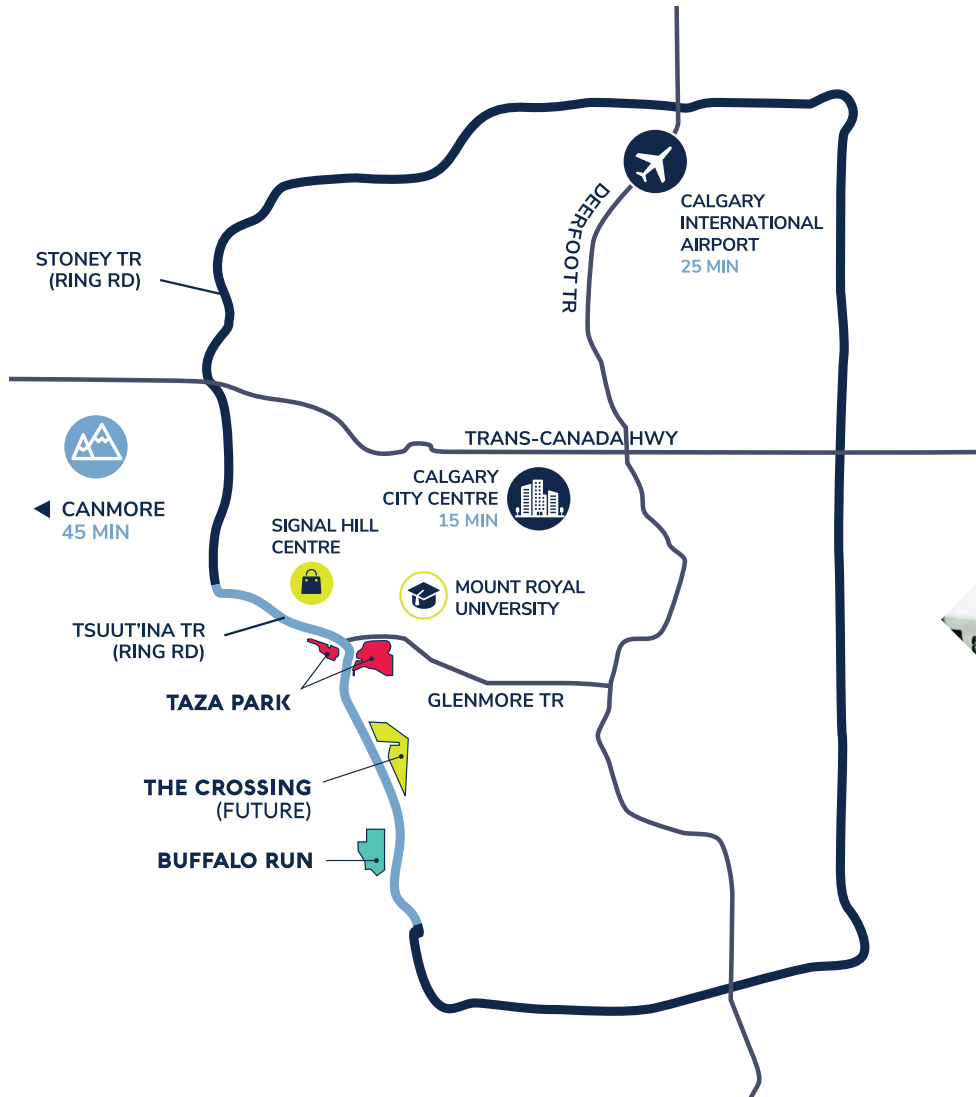 DEERFOOT TR
CALGARY
INTERNATIONAL
AIRPORT
25 MIN
STONEY TR
(RING RD)
TRANS-CANADA HWY
CALGARY
CITY CENTRE
15 MIN
CANMORE
45 MIN
SIGNAL HILL
CENTRE
MOUNT ROYAL
UNIVERSITY
TSUUT'INA TR
(RING RD)
TAZA PARK
GLENMORE TR
THE CROSSING
(FUTURE)
BUFFALO RUN